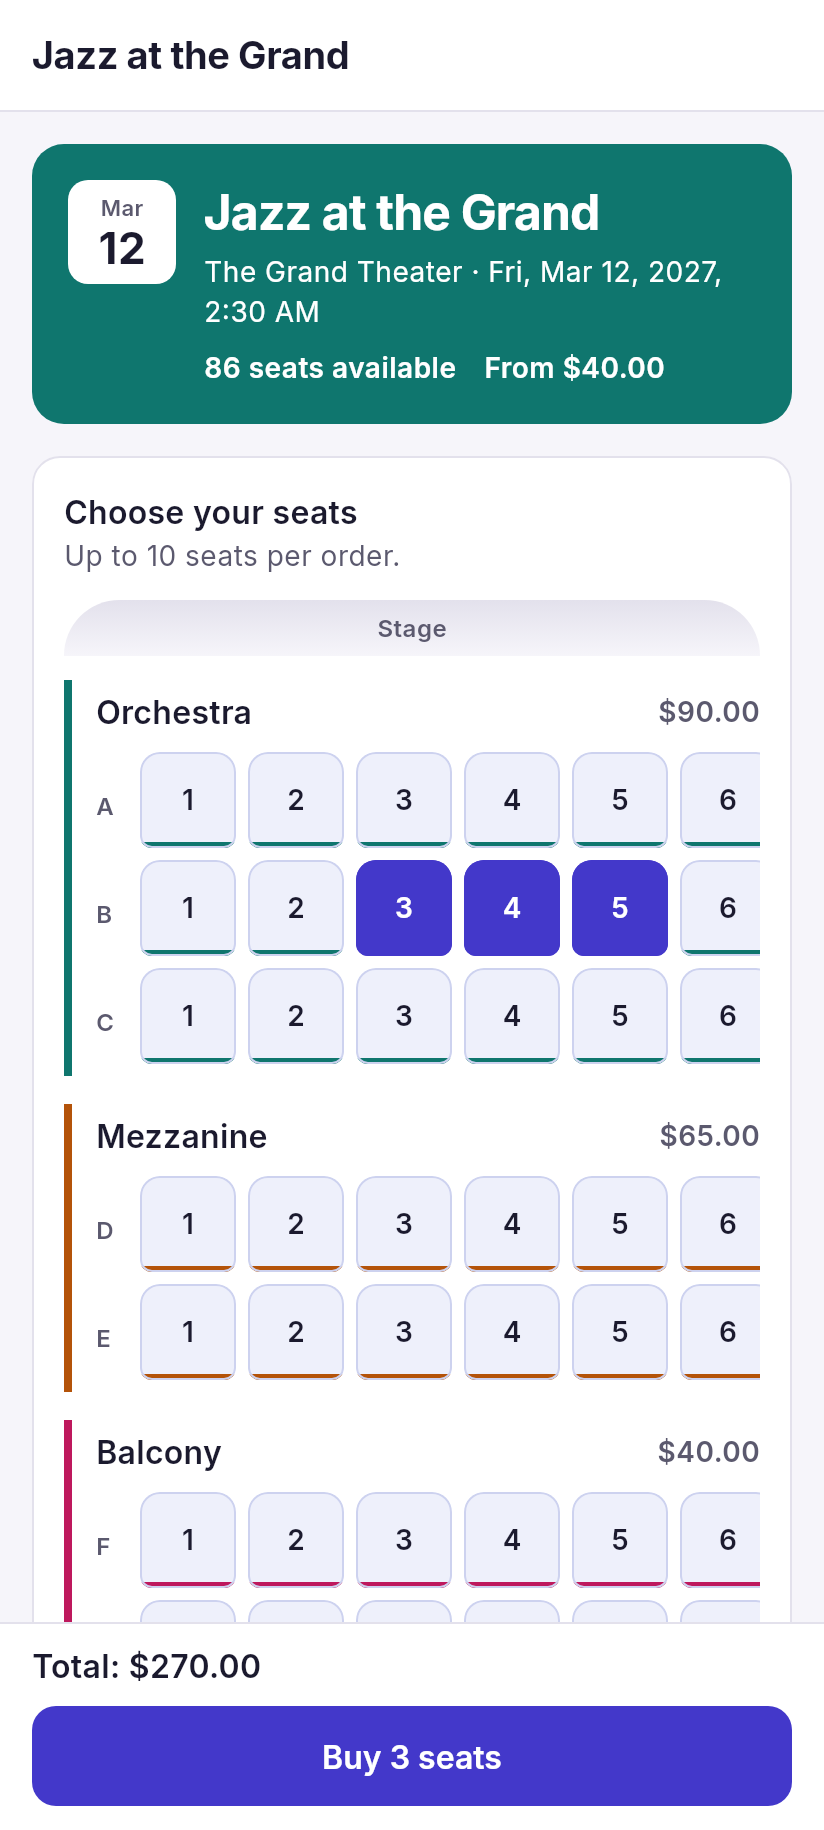 Jazz at the Grand
Mar
12
Jazz at the Grand
The Grand Theater · Fri, Mar 12, 2027,
2:30 AM
86 seats available From $40.00
Choose your seats
Up to 10 seats per order.
Stage
Orchestra $90.00
A 1 2 3 4 5 6
B 1 2 3 4 5 6
C 1 2 3 4 5 6
Mezzanine $65.00
D 1 2 3 4 5 6
E 1 2 3 4 5 6
Balcony $40.00
F 1 2 3 4 5 6
Total: $270.00
Buy 3 seats